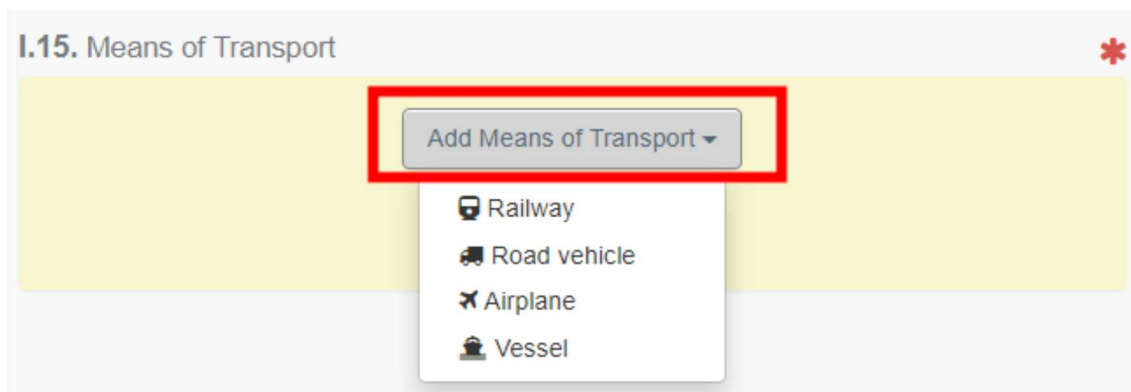 I.15. Means of Transport
Add Means of Transport
Railway
Road vehicle
Airplane
Vessel